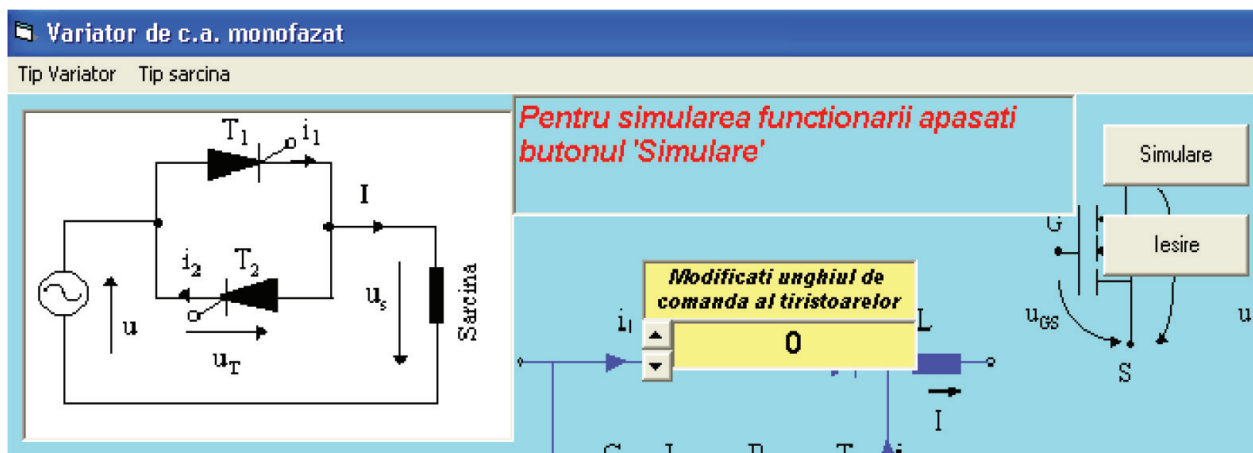 Variator de c.a. monofazat
Tip Variator Tip sarcina
Pentru simularea functionarii apasati
butonul 'Simulare'
Simulare
Iesire
T1 i1
I
i2 T2
u
uT
us
Sarcina
Modificati unghiul de
comanda al tiristoarelor
0
L
I
G
uGS
S
u